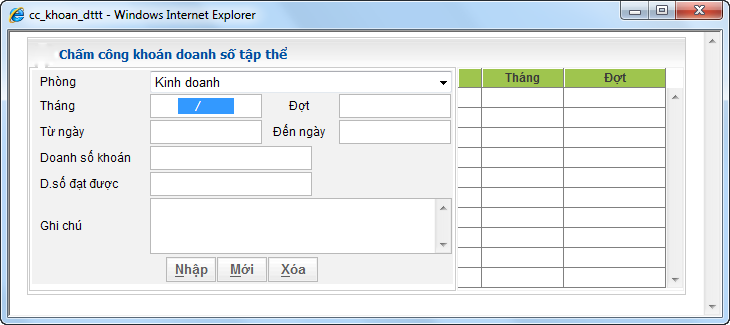 cc_khoan_dttt - Windows Internet Explorer
Chấm công khoán doanh số tập thể
Phòng Kinh doanh
Tháng / Đợt
Từ ngày Đến ngày
Doanh số khoán
D.số đạt được
Ghi chú
Nhập Mới Xóa
Tháng Đợt